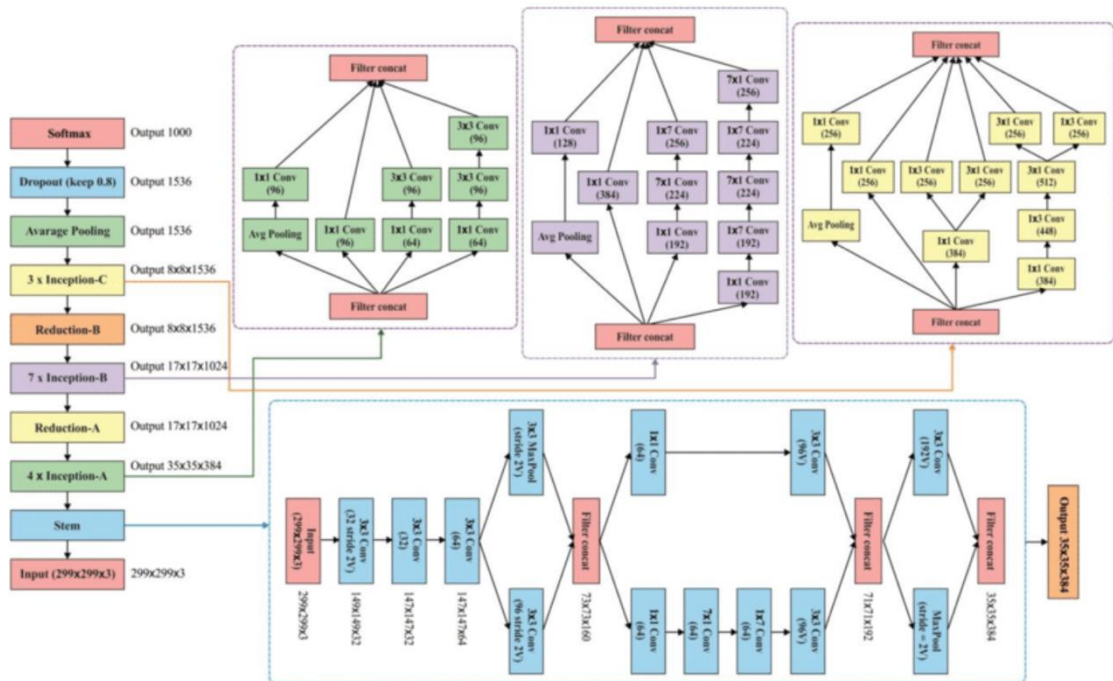 Softmax
Output 1000
Dropout (keep 0.8)
Output 1536
Avarage Pooling
Output 1536
3 x Inception-C
Output 8x8x1536
Reduction-B
Output 8x8x1536
7 x Inception-B
Output 17x17x1024
Reduction-A
Output 17x17x1024
4 x Inception-A
Output 35x35x384
Stem
Input (299x299x3)
299x299x3
Filter concat
3x3 Conv
(96)
1x1 Conv
(96)
3x3 Conv
(96)
3x3 Conv
(96)
Avg Pooling
1x1 Conv
(96)
1x1 Conv
(64)
1x1 Conv
(64)
Filter concat
Filter concat
7x1 Conv
(256)
1x1 Conv
(128)
1x7 Conv
(256)
1x7 Conv
(224)
1x1 Conv
(384)
7x1 Conv
(224)
7x1 Conv
(224)
Avg Pooling
1x1 Conv
(192)
1x7 Conv
(192)
1x1 Conv
(192)
Filter concat
Filter concat
1x1 Conv
(256)
3x1 Conv
(256)
1x3 Conv
(256)
1x1 Conv
(256)
1x3 Conv
(256)
3x1 Conv
(256)
3x1 Conv
(512)
Avg Pooling
1x1 Conv
(384)
1x3 Conv
(448)
1x1 Conv
(384)
Filter concat
Input
(299x299x3)
299x299x3
3x3 Conv
(32 stride 2V)
149x149x32
3x3 Conv
(32)
147x147x32
3x3 Conv
(64)
147x147x64
3x3 MaxPool
(stride 2V)
3x3 Conv
(96 stride 2V)
Filter concat
73x73x160
1x1 Conv
(64)
3x3 Conv
(96V)
1x1 Conv
(64)
7x1 Conv
(64)
1x7 Conv
(64)
3x3 Conv
(96V)
Filter concat
71x71x192
3x3 Conv
(192V)
MaxPool
(stride = 2V)
Filter concat
35x35x384
Output 35x35x384